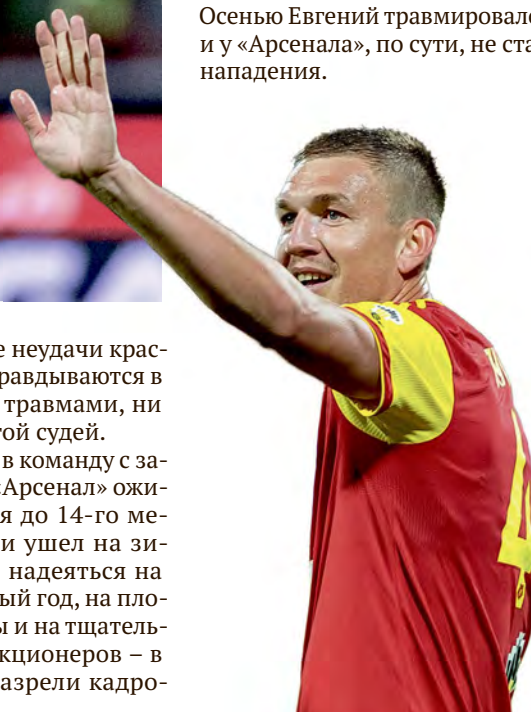 Осенью Евгений травмировалс
и у «Арсенала», по сути, не ста
нападения.
е неудачи крас-
равдываются в
травмами, ни
той судей.
в команду с за-
«Арсенал» ожи-
я до 14-го ме-
и ушел на зи-
надеяться на
ый год, на пло-
ы и на тщатель-
кционеров – в
азрели кадро-